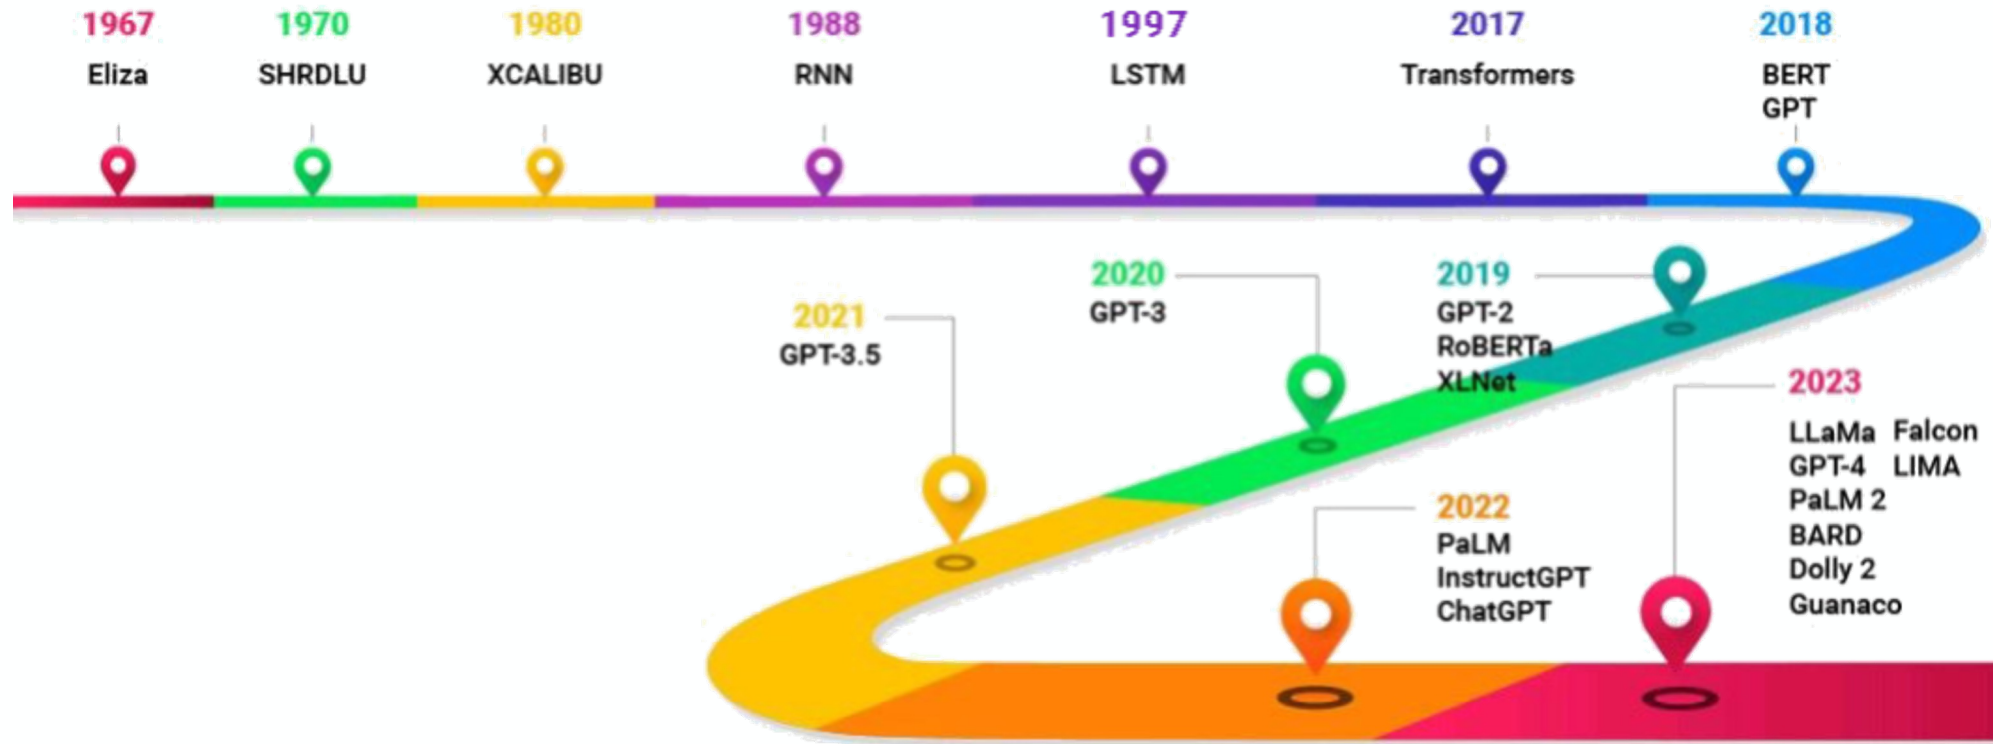 1967
Eliza
1970
SHRDLU
1980
XCALIBU
1988
RNN
1997
LSTM
2017
Transformers
2018
BERT
GPT
2019
GPT-2
RoBERTa
XLNet
2020
GPT-3
2021
GPT-3.5
2022
PaLM
InstructGPT
ChatGPT
2023
LLaMa Falcon
GPT-4 LIMA
PaLM 2
BARD
Dolly 2
Guanaco